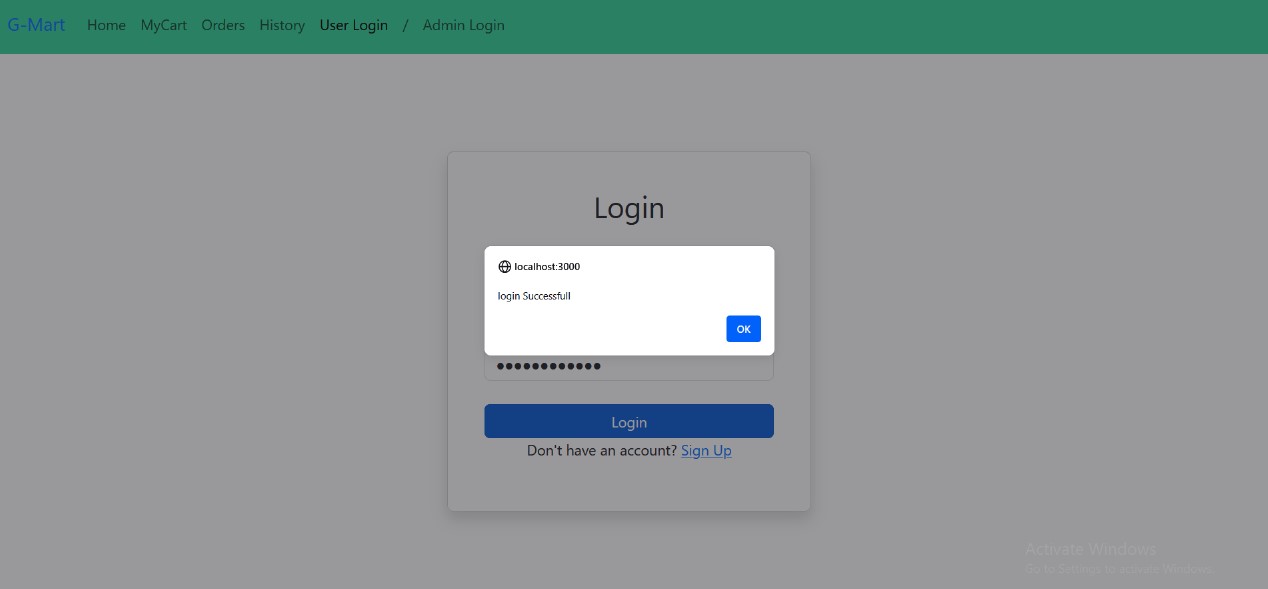 G-Mart Home MyCart Orders History User Login / Admin Login
Login
localhost:3000
login Successfull
OK
Login
Don't have an account? Sign Up
Activate Windows
Go to Settings to activate Windows.